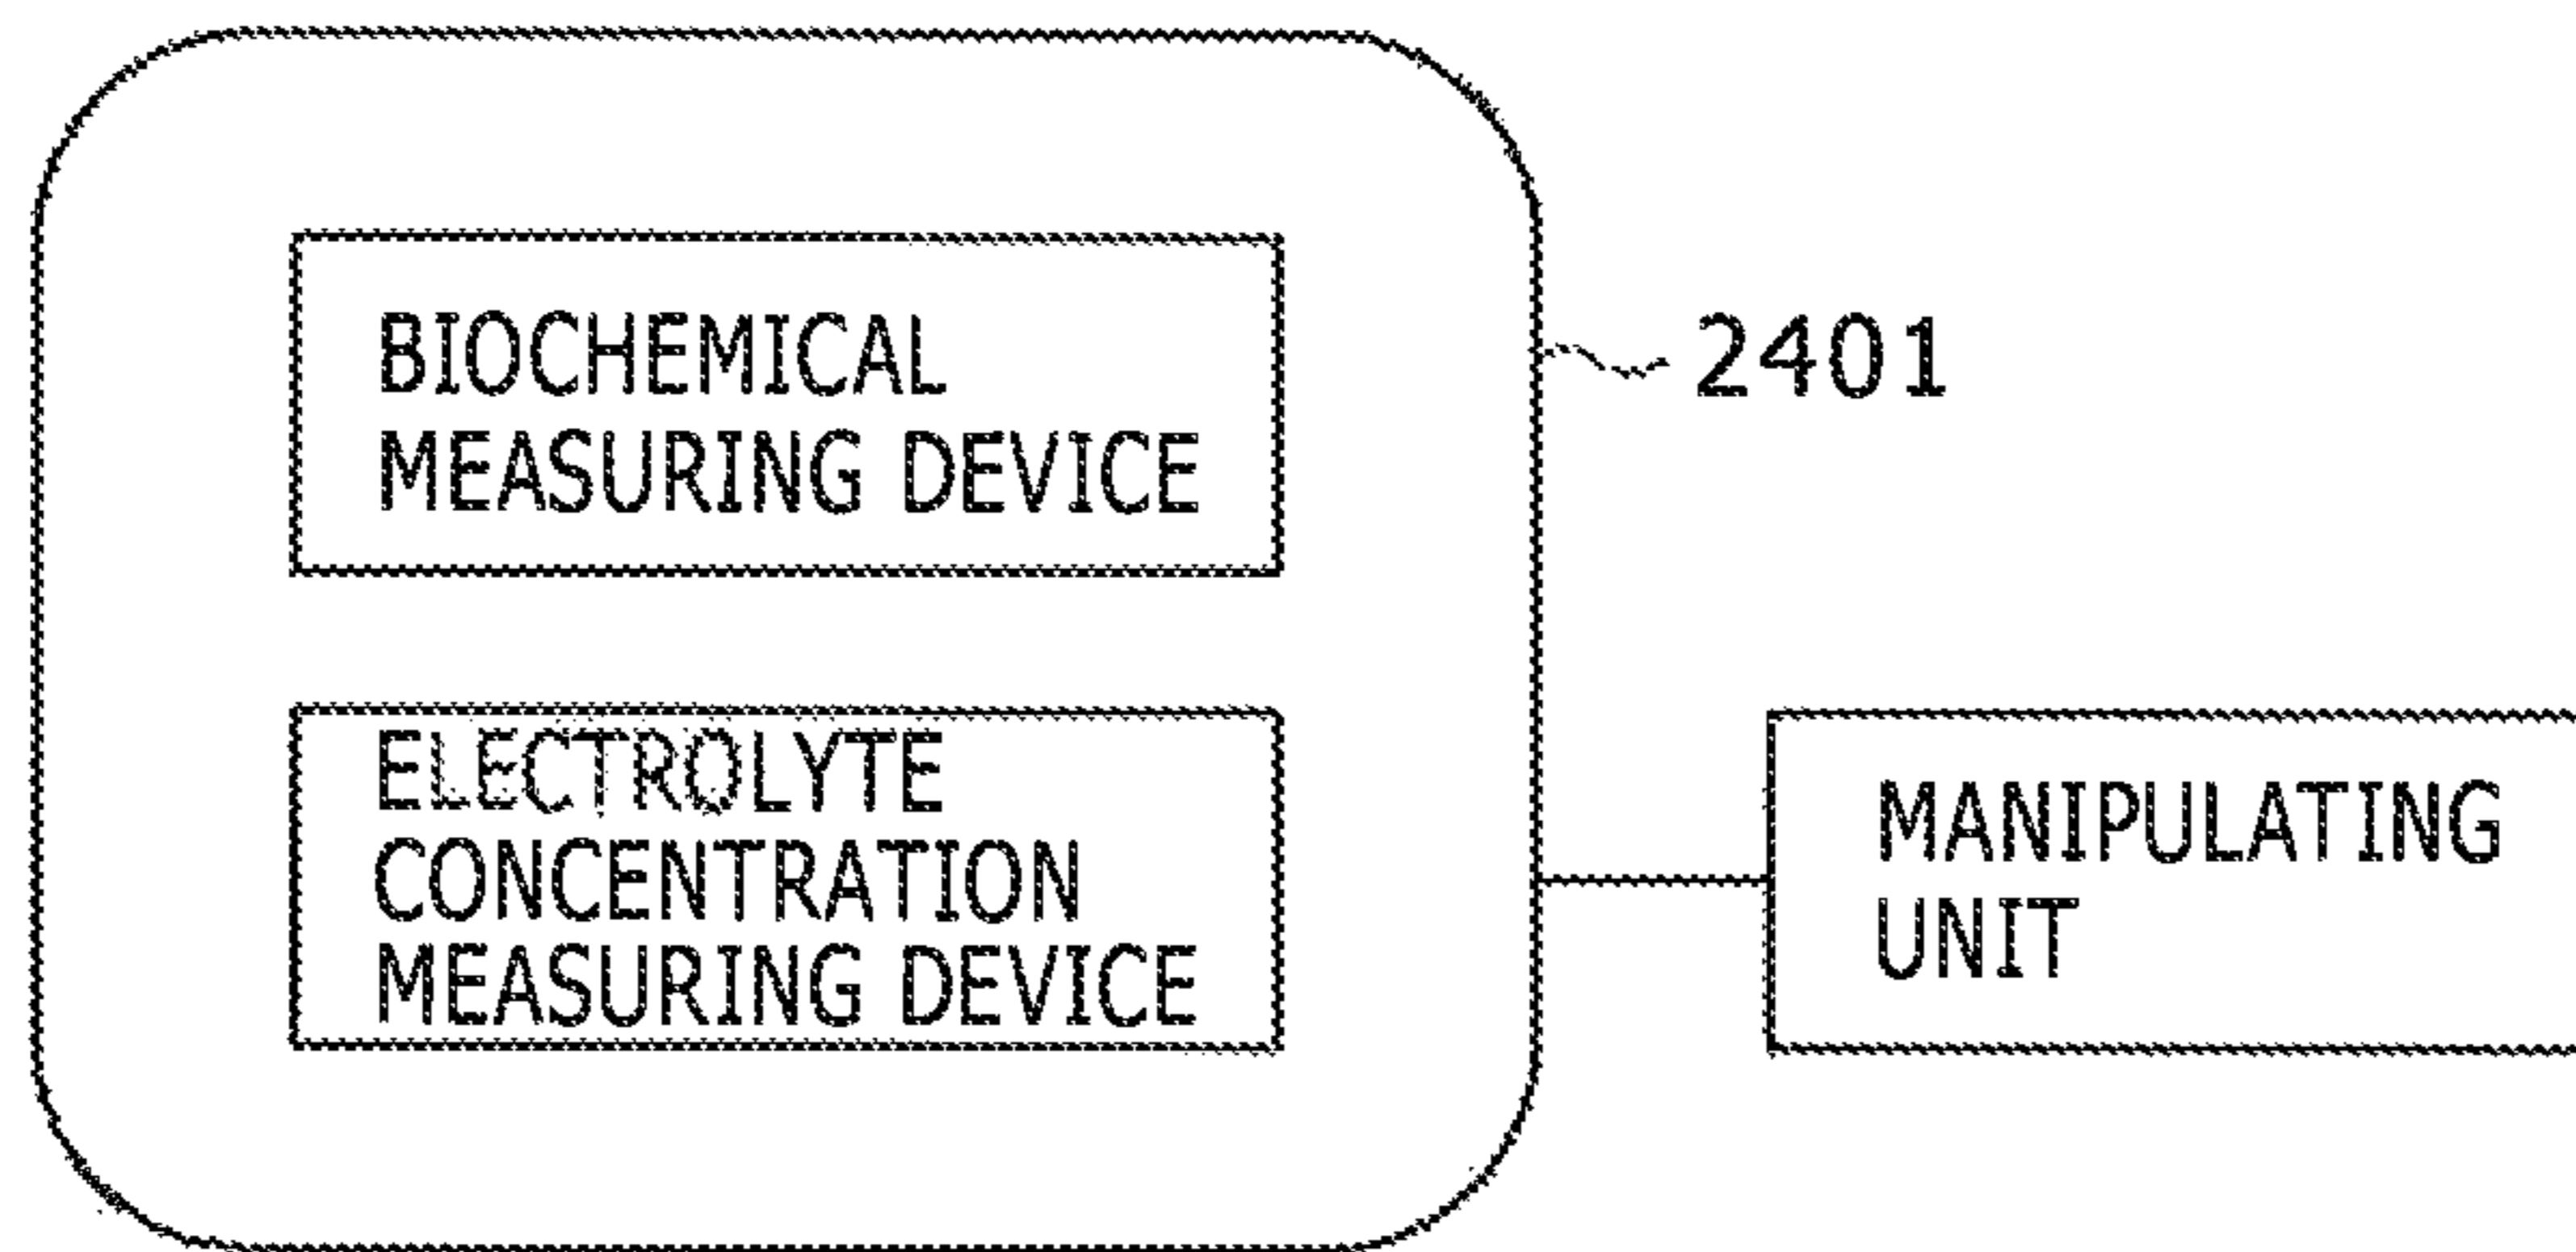 BIOCHEMICAL
MEASURING DEVICE
2401
ELECTROLYTE
CONCENTRATION
MEASURING DEVICE
MANIPULATING
UNIT